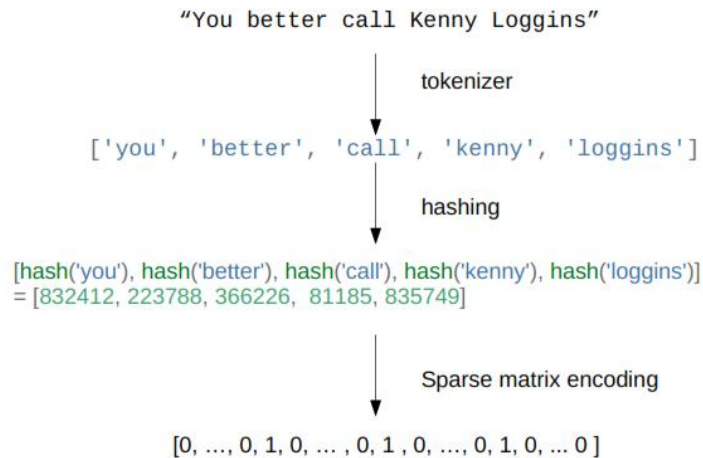 “You better call Kenny Loggins”
tokenizer
['you', 'better', 'call', 'kenny', 'loggins']
hashing
[hash('you'), hash('better'), hash('call'), hash('kenny'), hash('loggins')]
= [832412, 223788, 366226,  81185, 835749]
Sparse matrix encoding
[0, …, 0, 1, 0, … , 0, 1 , 0, …, 0, 1, 0, ... 0 ]